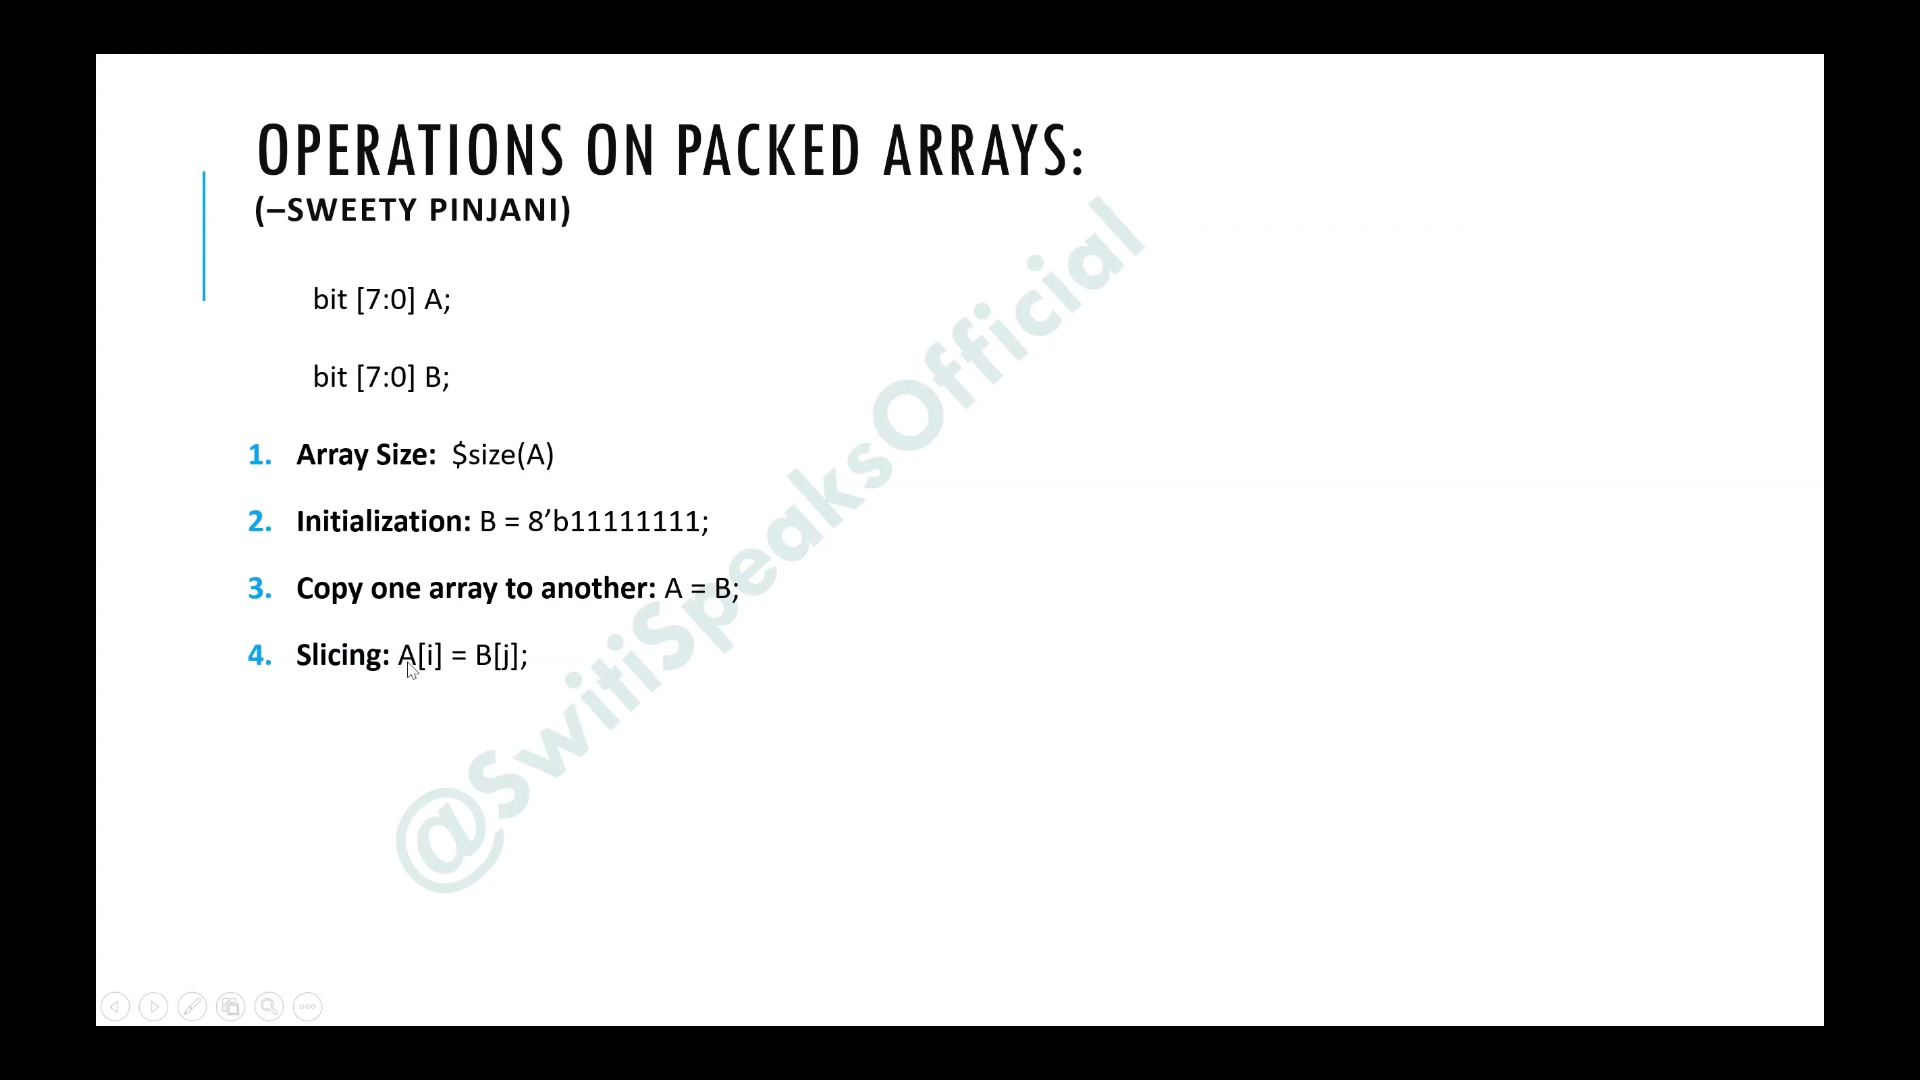 OPERATIONS ON PACKED ARRAYS:
(–SWEETY PINJANI)
bit [7:0] A;
bit [7:0] B;
1. Array Size: $size(A)
2. Initialization: B = 8’b11111111;
3. Copy one array to another: A = B;
4. Slicing: A[i] = B[j];
@SwitiSpeaksOfficial